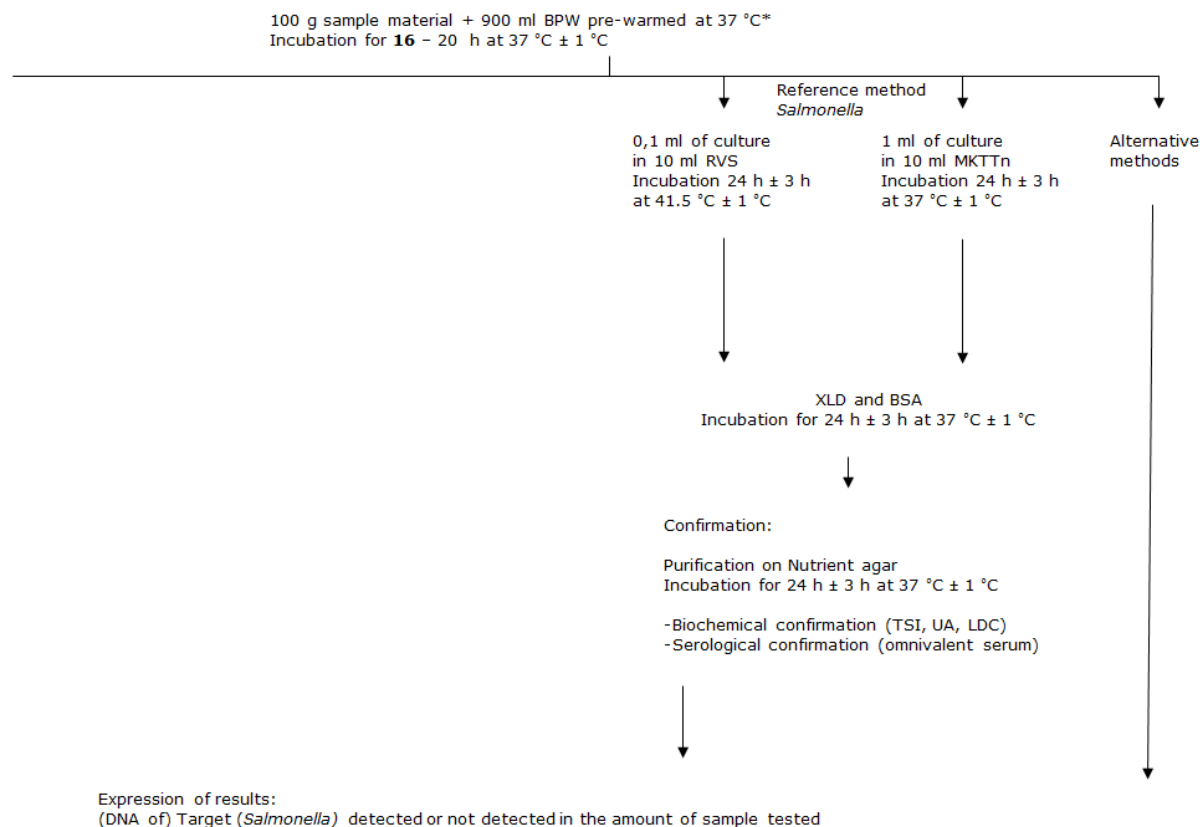 100 g sample material + 900 ml BPW pre-warmed at 37 °C*
Incubation for 16 – 20 h at 37 °C ± 1 °C
Reference method
Salmonella
0,1 ml of culture
in 10 ml RVS
Incubation 24 h ± 3 h
at 41.5 °C ± 1 °C
1 ml of culture
in 10 ml MKTTn
Incubation 24 h ± 3 h
at 37 °C ± 1 °C
Alternative
methods
XLD and BSA
Incubation for 24 h ± 3 h at 37 °C ± 1 °C
Confirmation:
Purification on Nutrient agar
Incubation for 24 h ± 3 h at 37 °C ± 1 °C
-Biochemical confirmation (TSI, UA, LDC)
-Serological confirmation (omnivalent serum)
Expression of results:
(DNA of) Target (Salmonella) detected or not detected in the amount of sample tested